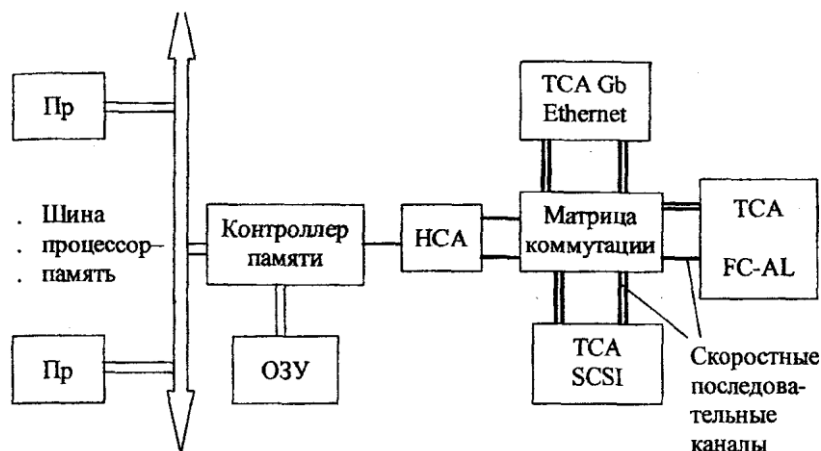 Пр
. Шина
. процессор–
. память
Пр
Контроллер
памяти
ОЗУ
НСА
Матрица
коммутации
TCA Gb
Ethernet
TCA
FC-AL
TCA
SCSI
Скоростные
последова-
тельные
каналы